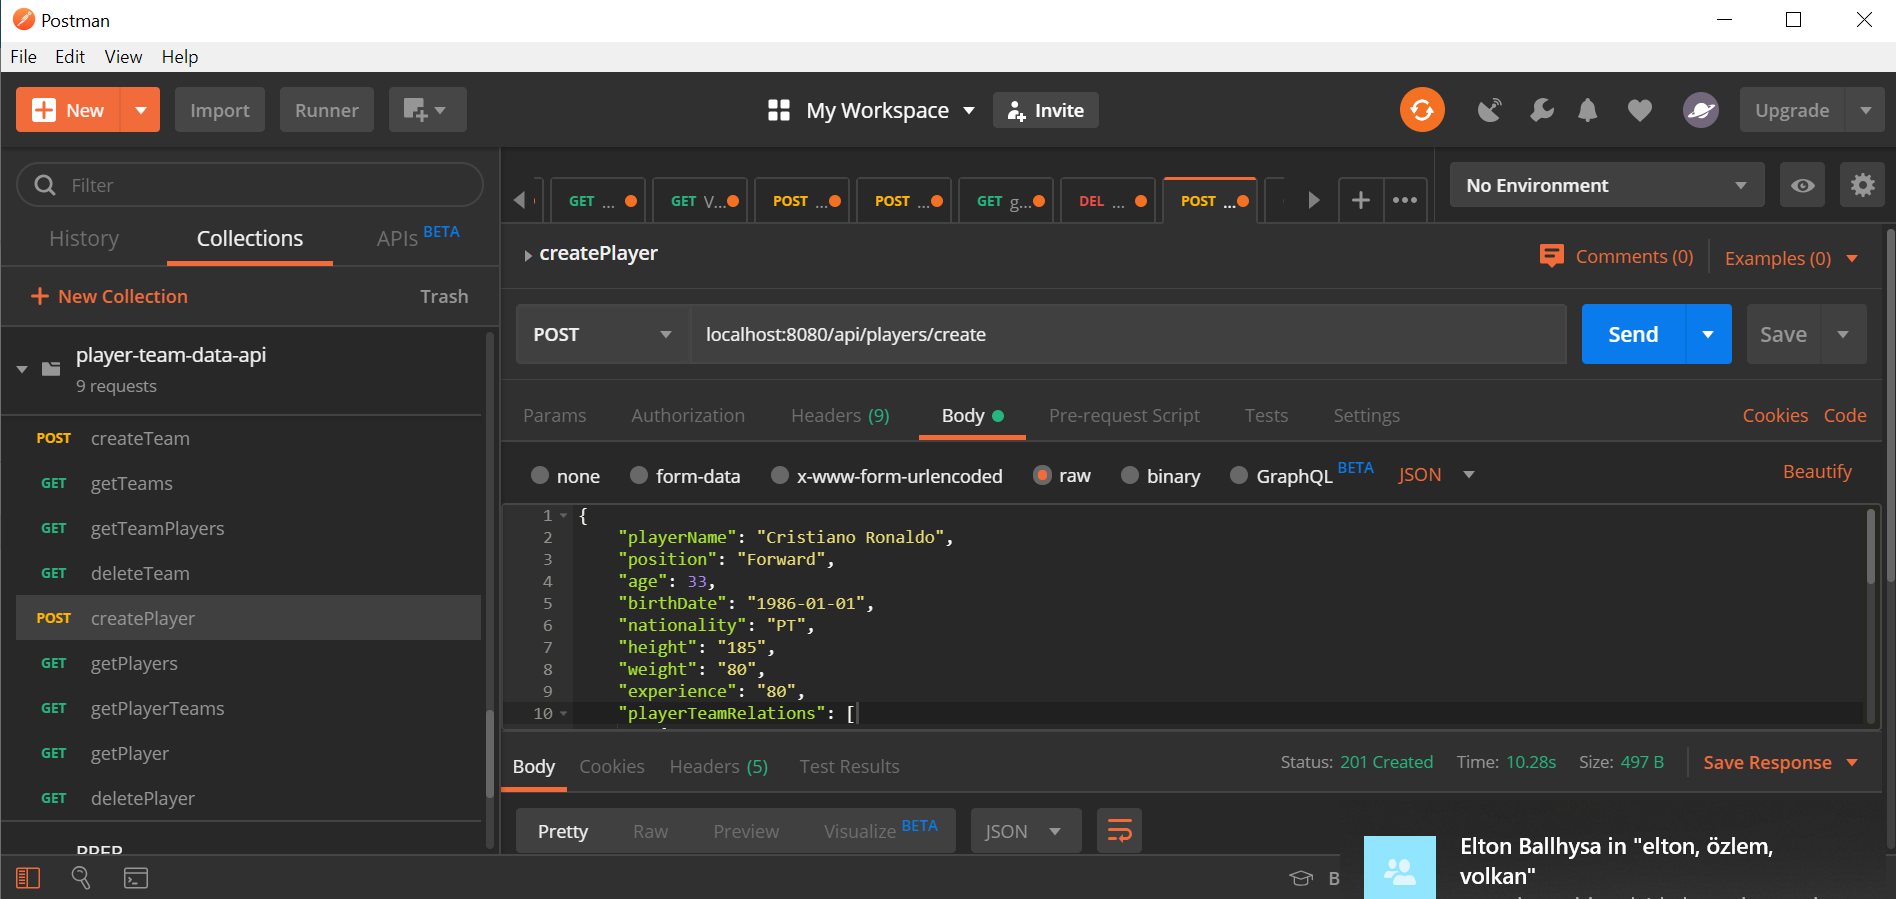 Postman
File Edit View Help
New Import Runner My Workspace Invite Upgrade
Filter
GET ... GET V... POST ... POST ... GET g... DEL ... POST ... No Environment
History Collections APIs BETA
createPlayer Comments (0) Examples (0)
New Collection Trash
POST localhost:8080/api/players/create Send Save
player-team-data-api
9 requests
Params Authorization Headers (9) Body Pre-request Script Tests Settings Cookies Code
POST createTeam
GET getTeams
GET getTeamPlayers
GET deleteTeam
POST createPlayer
GET getPlayers
GET getPlayerTeams
GET getPlayer
GET deletePlayer
none form-data x-www-form-urlencoded raw binary GraphQL BETA JSON Beautify
1 {
2 "playerName": "Cristiano Ronaldo",
3 "position": "Forward",
4 "age": 33,
5 "birthDate": "1986-01-01",
6 "nationality": "PT",
7 "height": "185",
8 "weight": "80",
9 "experience": "80",
10 "playerTeamRelations": [
Body Cookies Headers (5) Test Results Status: 201 Created Time: 10.28s Size: 497 B Save Response
Pretty Raw Preview Visualize BETA JSON
B
Elton Ballhysa in "elton, özlem,
volkan"